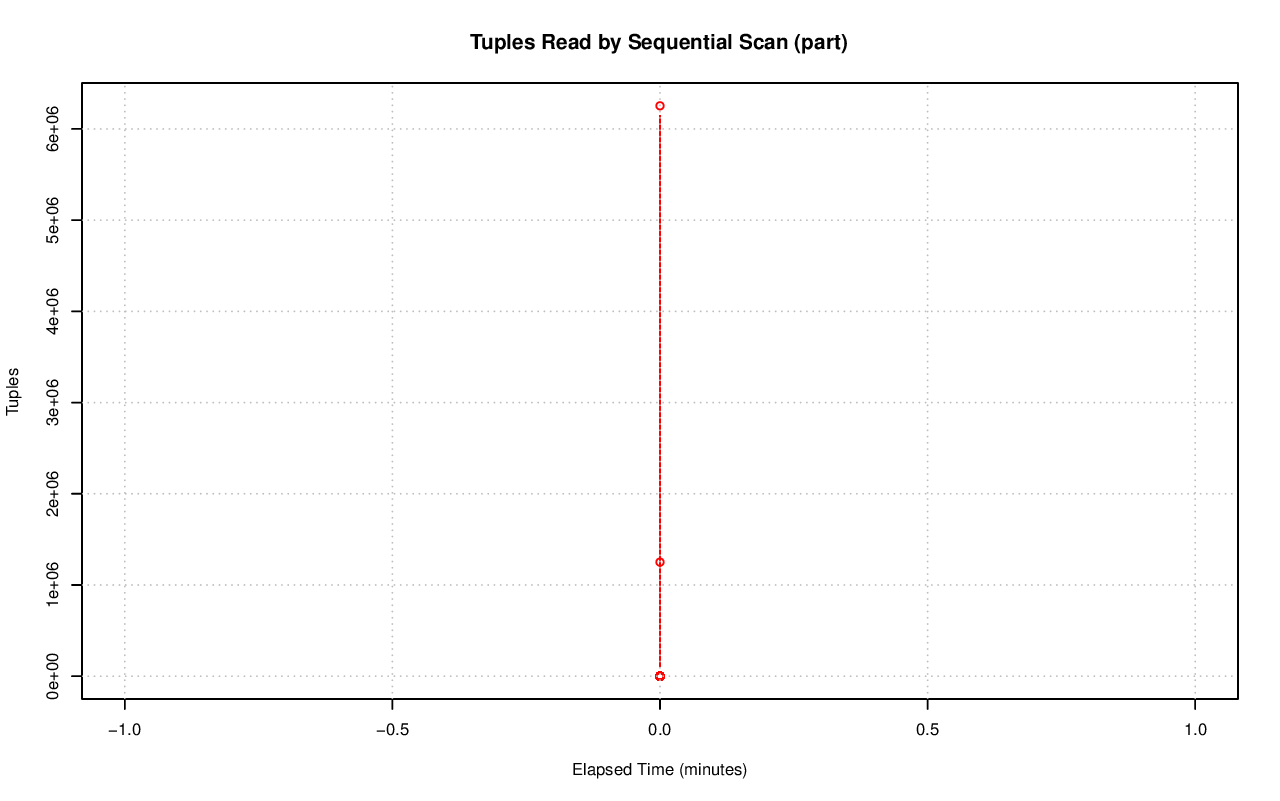 Tuples Read by Sequential Scan (part)
6e+06
5e+06
4e+06
3e+06
2e+06
1e+06
0e+00
Tuples
−1.0 −0.5 0.0 0.5 1.0
Elapsed Time (minutes)